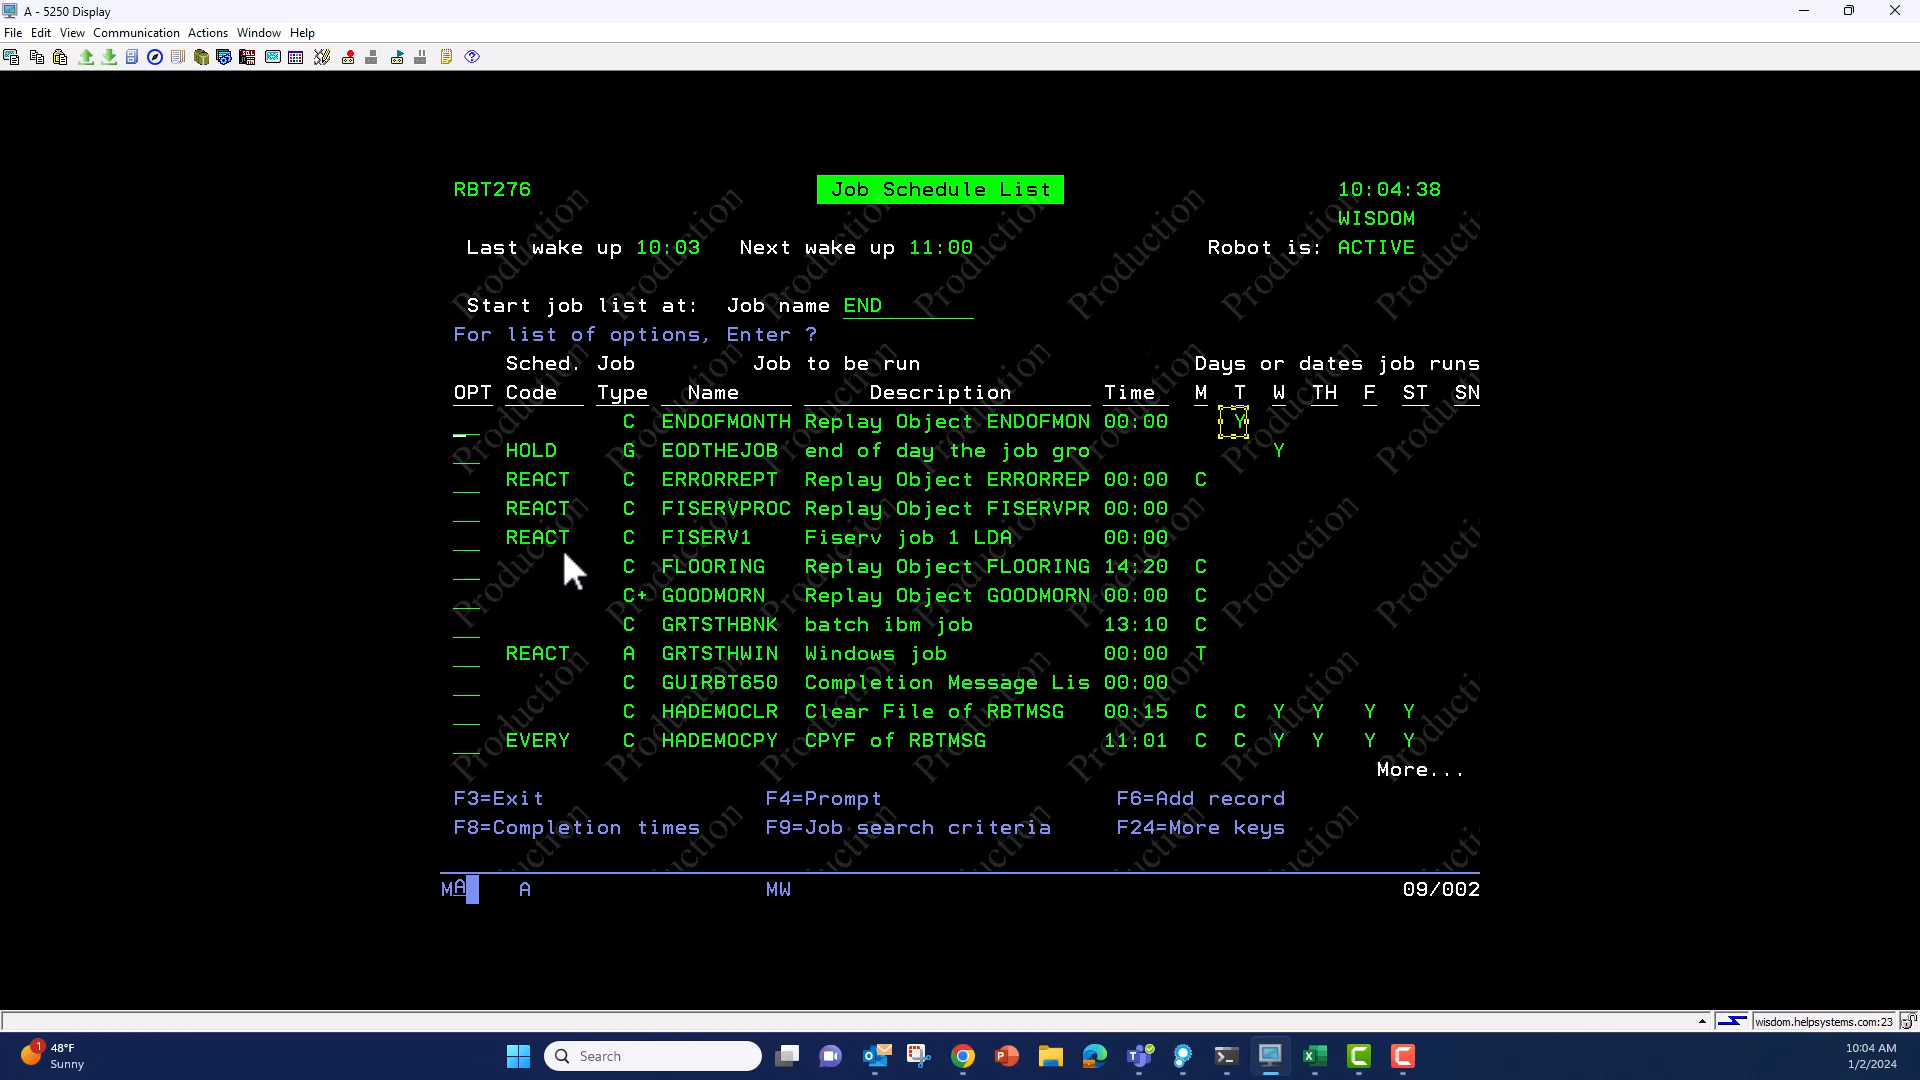 A - 5250 Display
File Edit View Communication Actions Window Help
RBT276 Job Schedule List 10:04:38
WISDOM
Last wake up 10:03 Next wake up 11:00 Robot is: ACTIVE
Start job list at: Job name END
For list of options, Enter ?
Sched. Job Job to be run Days or dates job runs
OPT Code Type Name Description Time M T W TH F ST SN
C ENDOFMONTH Replay Object ENDOFMON 00:00 Y
HOLD G EODTHEJOB end of day the job gro Y
REACT C ERRORREPT Replay Object ERRORREP 00:00 C
REACT C FISERVPROC Replay Object FISERVPR 00:00
REACT C FISERV1 Fiserv job 1 LDA 00:00
C FLOORING Replay Object FLOORING 14:20 C
C+ GOODMORN Replay Object GOODMORN 00:00 C
C GRTSTHBNK batch ibm job 13:10 C
REACT A GRTSTHWIN Windows job 00:00 T
C GUIRBT650 Completion Message Lis 00:00
C HADEMOCLR Clear File of RBTMSG 00:15 C C Y Y Y Y
EVERY C HADEMOCPY CPYF of RBTMSG 11:01 C C Y Y Y Y
More...
F3=Exit F4=Prompt F6=Add record
F8=Completion times F9=Job search criteria F24=More keys
MA A MW 09/002
wisdom.helpsystems.com:23
1 48°F
Sunny
Search
10:04 AM
1/2/2024